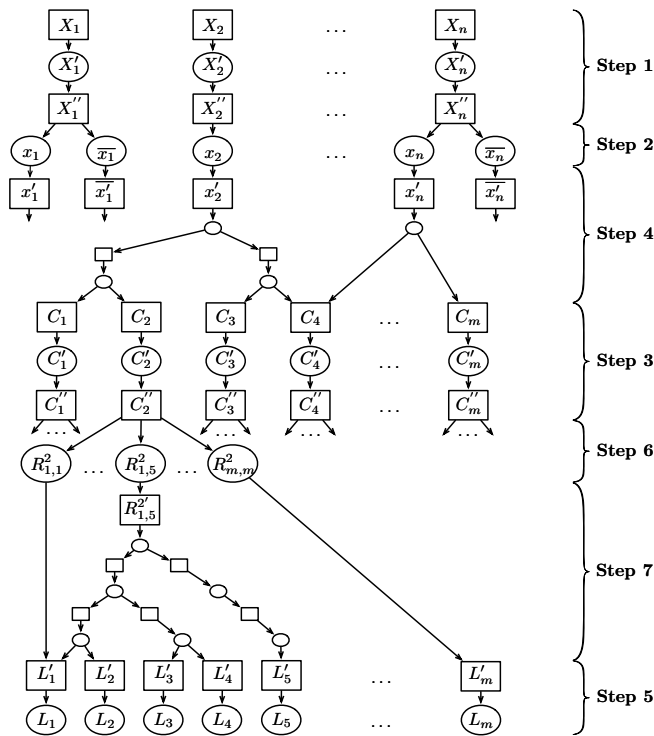 X₁ X₂ ... Xₙ
X₁′ X₂′ ... Xₙ′ Step 1
X₁″ X₂″ ... Xₙ″
x₁ x̅₁ x₂ ... xₙ x̅ₙ Step 2
x₁′ x̅₁′ x₂′ xₙ′ x̅ₙ′
Step 4
C₁ C₂ C₃ C₄ ... Cₘ
C₁′ C₂′ C₃′ C₄′ Cₘ′ Step 3
C₁″ C₂″ C₃″ C₄″ ... Cₘ″
... ... ... ...
R²₁,₁ ... R²₁,₅ ... R²ₘ,ₘ Step 6
R²′₁,₅
Step 7
L₁′ L₂′ L₃′ L₄′ L₅′ ... Lₘ′
Step 5
L₁ L₂ L₃ L₄ L₅ ... Lₘ